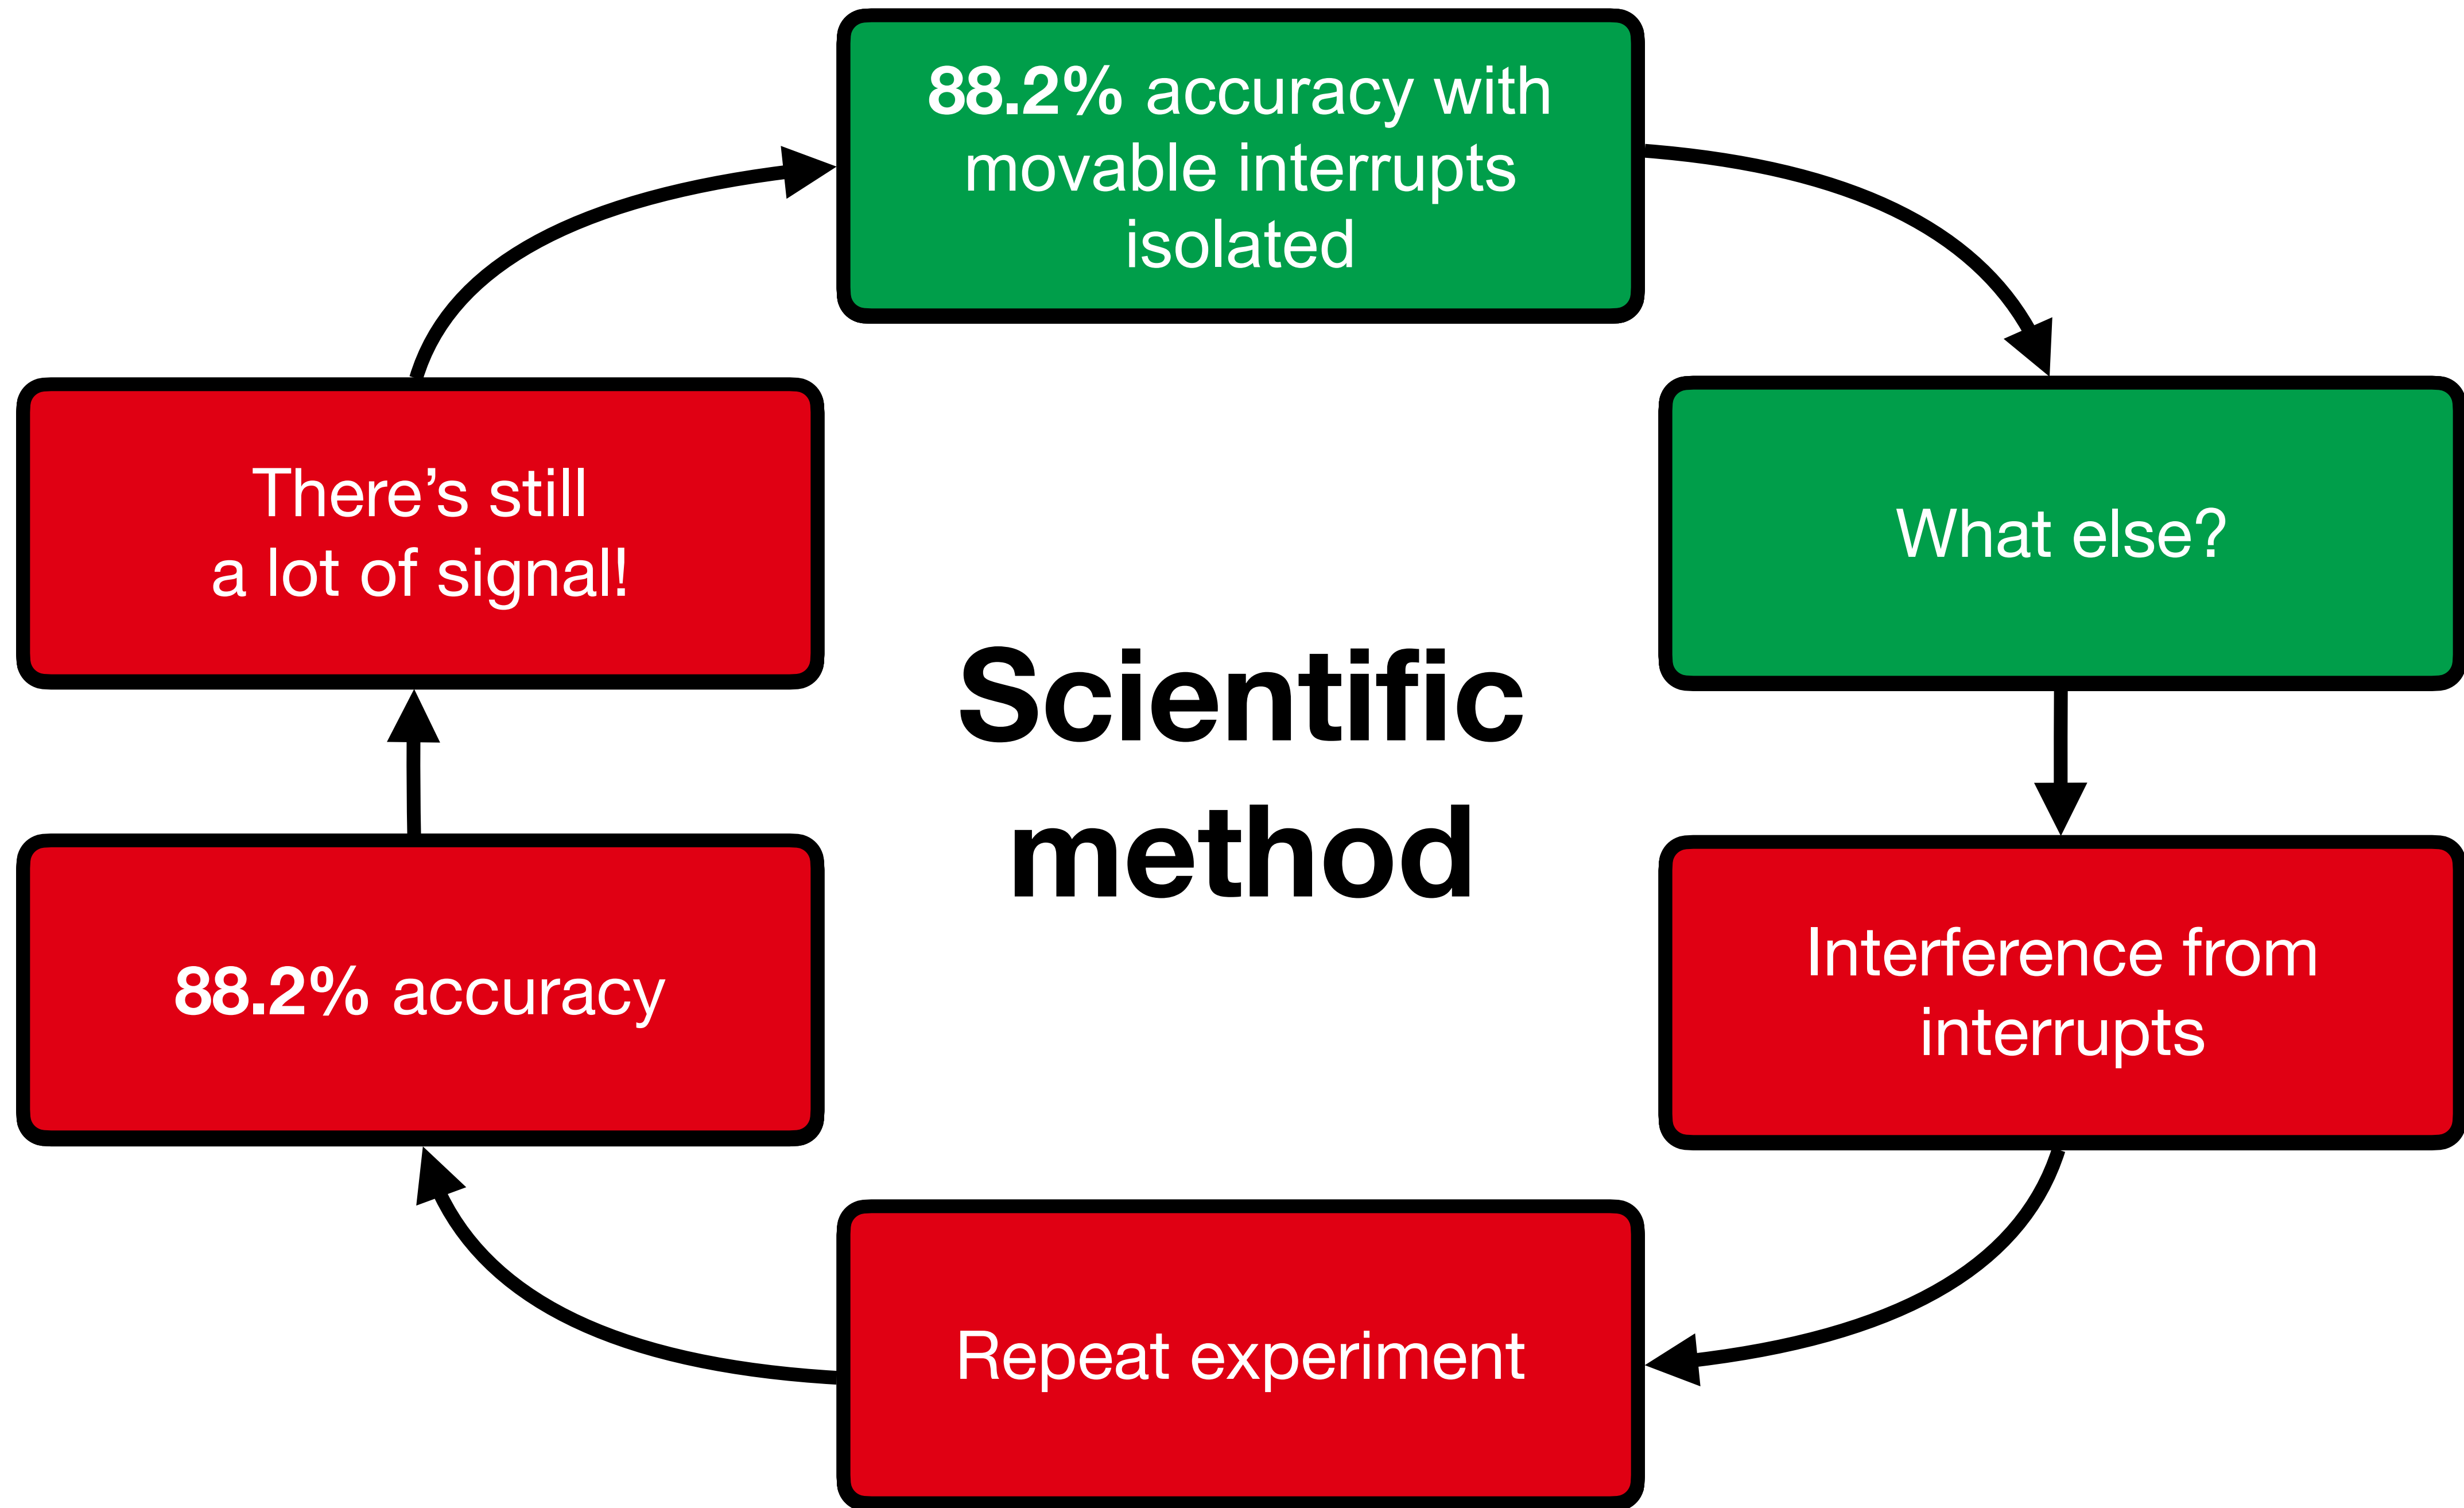 88.2% accuracy with
movable interrupts
isolated
What else?
Interference from
interrupts
Repeat experiment
88.2% accuracy
There’s still
a lot of signal!
Scientific
method